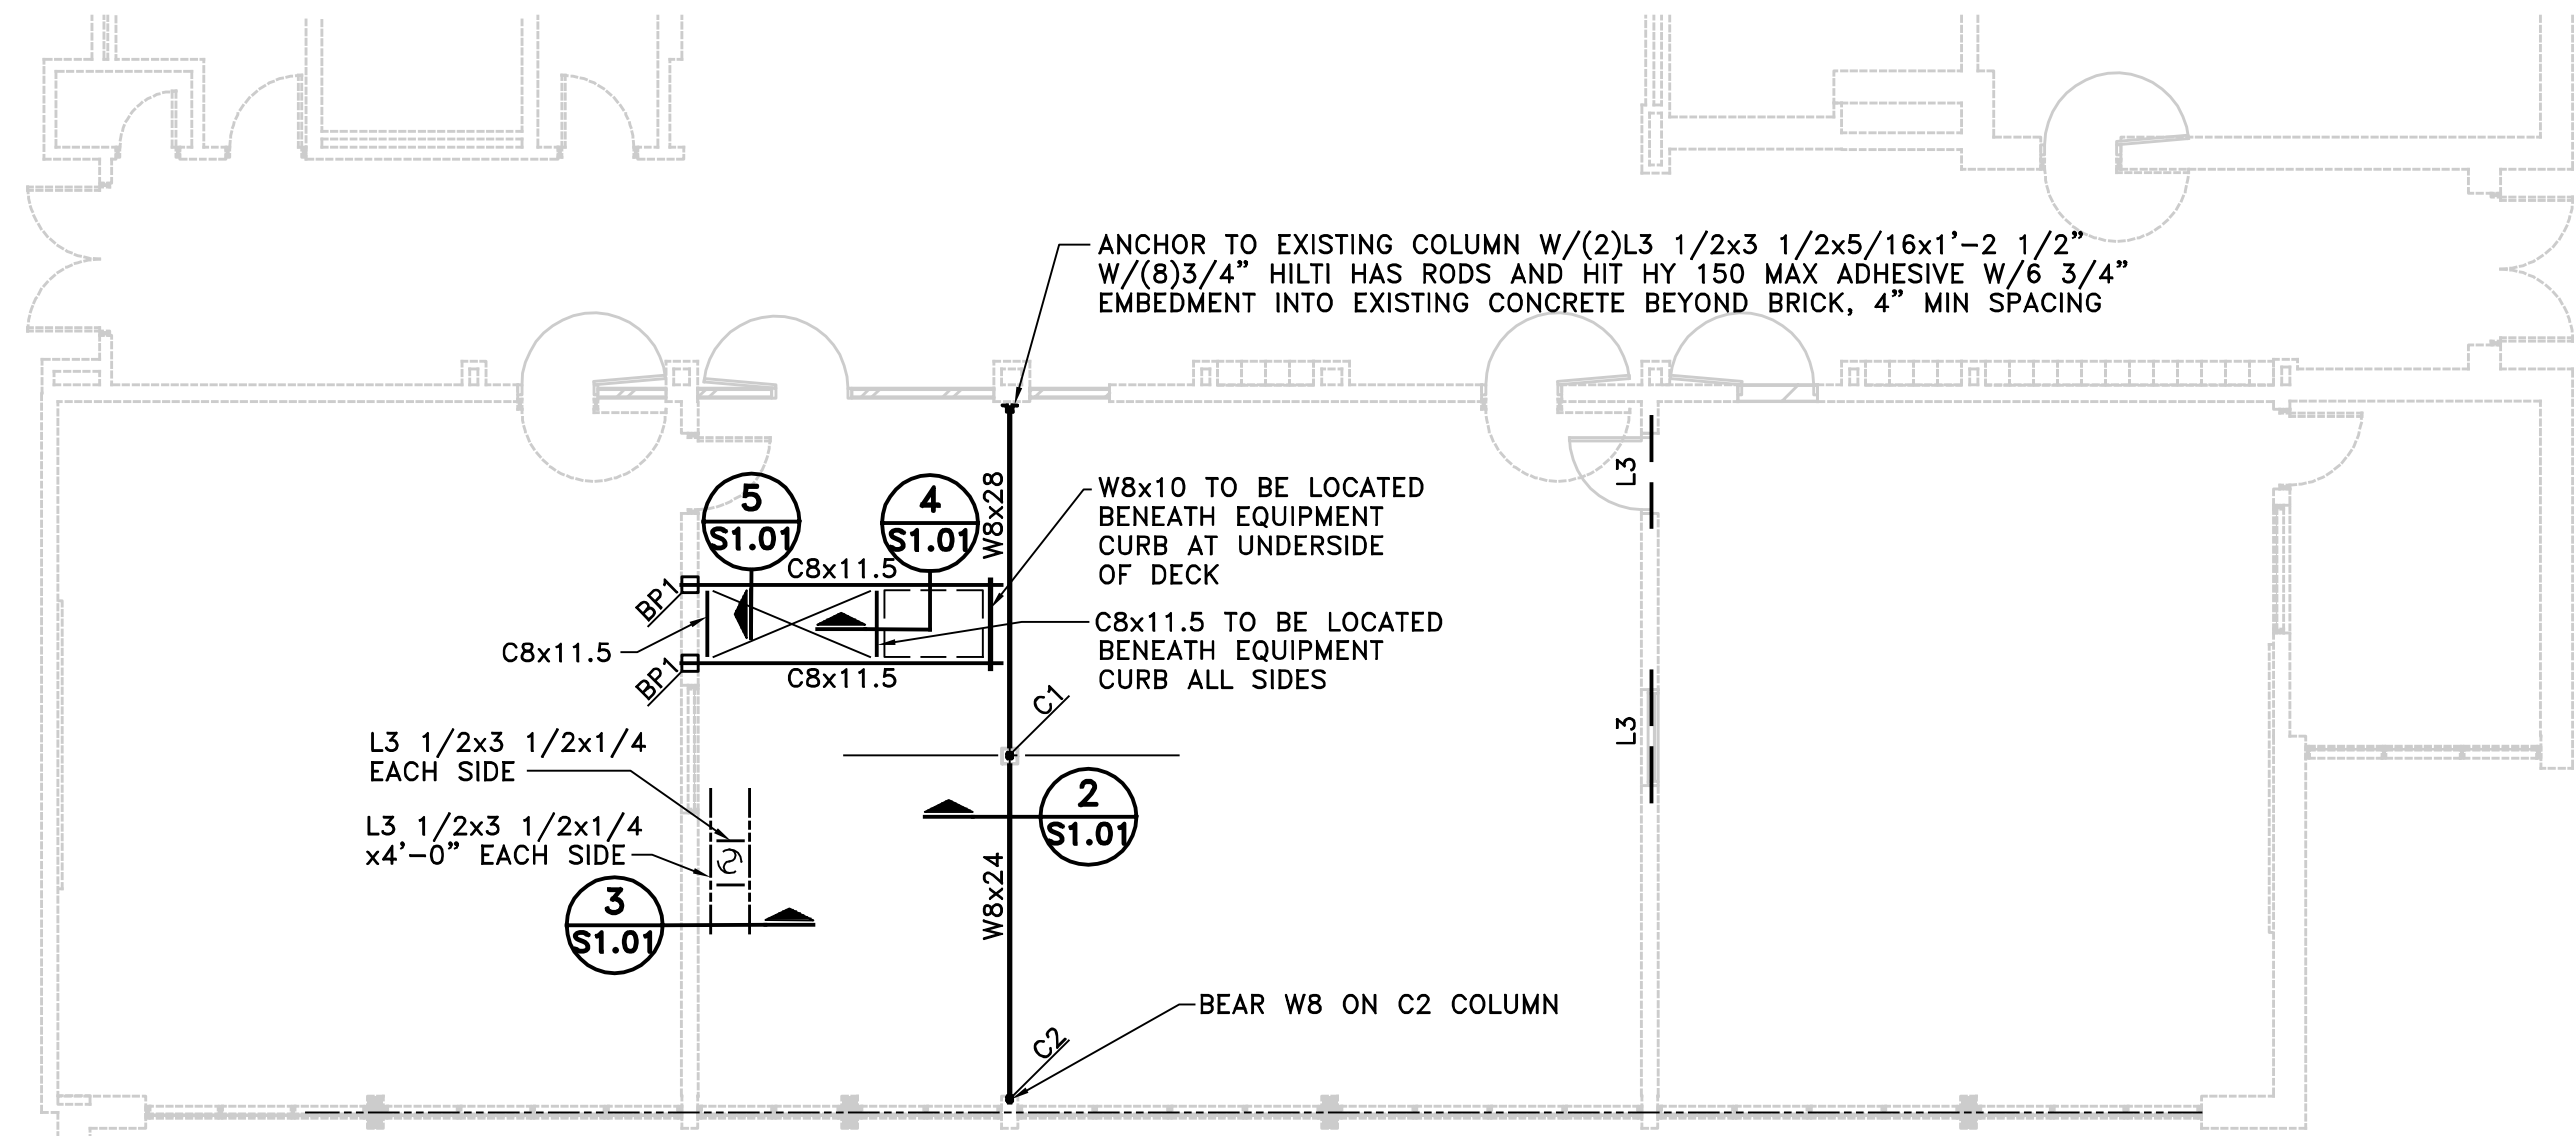 ANCHOR TO EXISTING COLUMN W/(2)L3 1/2x3 1/2x5/16x1'-2 1/2"
W/(8)3/4" HILTI HAS RODS AND HIT HY 150 MAX ADHESIVE W/6 3/4"
EMBEDMENT INTO EXISTING CONCRETE BEYOND BRICK, 4" MIN SPACING
L3
W8x28
5
S1.01
4
S1.01
W8x10 TO BE LOCATED
BENEATH EQUIPMENT
CURB AT UNDERSIDE
OF DECK
C8x11.5
BP1
C8x11.5 TO BE LOCATED
BENEATH EQUIPMENT
CURB ALL SIDES
C8x11.5
BP1
C8x11.5
C1
L3
L3 1/2x3 1/2x1/4
EACH SIDE
2
S1.01
L3 1/2x3 1/2x1/4
x4'-0" EACH SIDE
3
S1.01
W8x24
BEAR W8 ON C2 COLUMN
C2